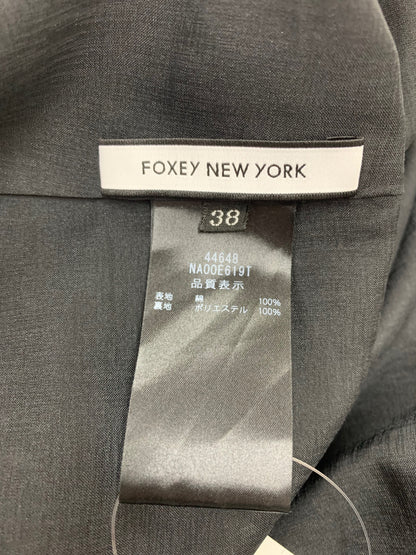 FOXEY NEW YORK
38
44648
NA00E619T
品質表示
表地 綿 100%
裏地 ポリエステル 100%